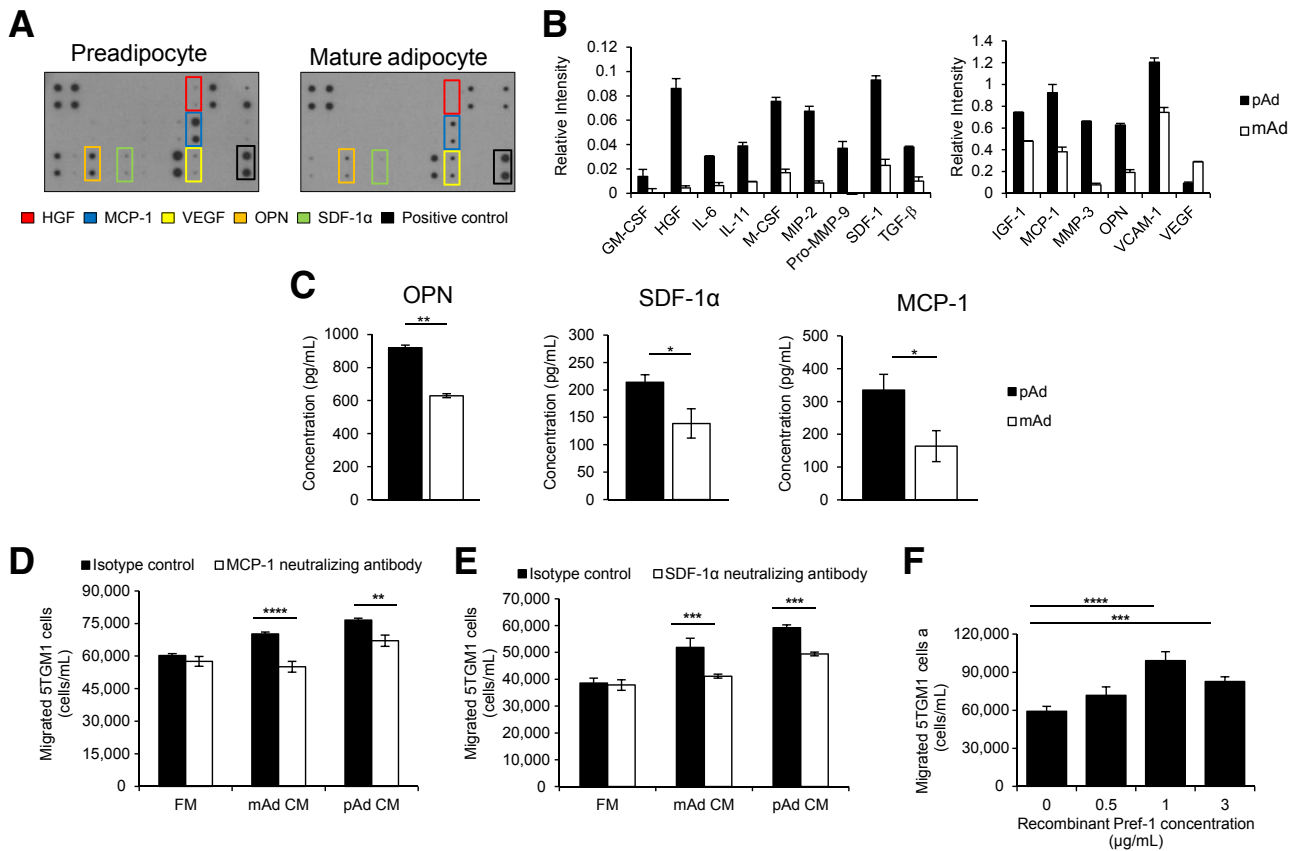 A
Preadipocyte
Mature adipocyte
HGF MCP-1 VEGF OPN SDF-1α Positive control
B
Relative Intensity
0.12
0.1
0.08
0.06
0.04
0.02
0
GM-CSF
HGF
IL-6
IL-11
M-CSF
MIP-2
Pro-MMP-9
SDF-1
TGF-β
Relative Intensity
1.4
1.2
1
0.8
0.6
0.4
0.2
0
IGF-1
MCP-1
MMP-3
OPN
VCAM-1
VEGF
pAd
mAd
C
OPN
Concentration (pg/mL)
1000
800
600
400
200
0
**
SDF-1α
Concentration (pg/mL)
300
250
200
150
100
50
0
*
MCP-1
Concentration (pg/mL)
500
400
300
200
100
0
*
pAd
mAd
D
Isotype control MCP-1 neutralizing antibody
Migrated 5TGM1 cells
(cells/mL)
90,000
75,000
60,000
45,000
30,000
15,000
0
****
**
FM mAd CM pAd CM
E
Isotype control SDF-1α neutralizing antibody
Migrated 5TGM1 cells
(cells/mL)
70,000
60,000
50,000
40,000
30,000
20,000
10,000
0
***
***
FM mAd CM pAd CM
F
Migrated 5TGM1 cells a
(cells/mL)
120,000
90,000
60,000
30,000
0
****
***
0 0.5 1 3
Recombinant Pref-1 concentration
(µg/mL)